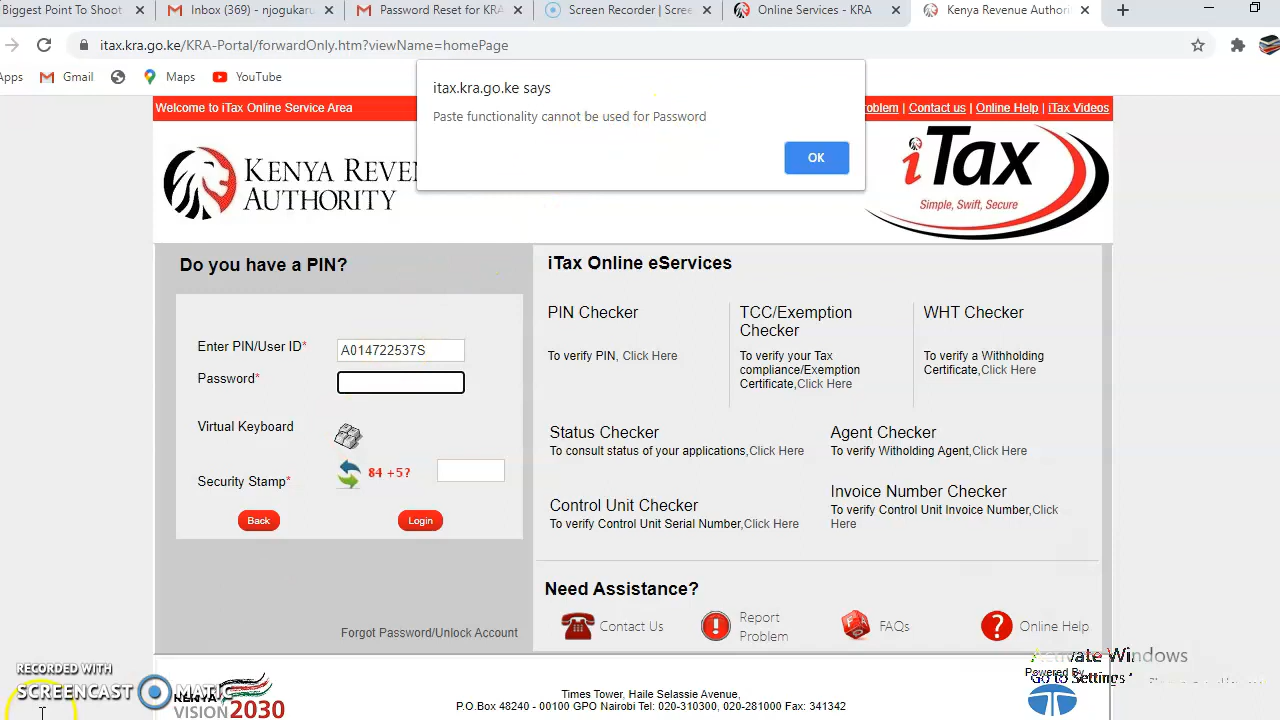 Biggest Point To Shoot
Inbox (369) - njogukaru
Password Reset for KRA
Screen Recorder | Scree
Online Services - KRA
Kenya Revenue Authori
itax.kra.go.ke/KRA-Portal/forwardOnly.htm?viewName=homePage
Apps
Gmail
Maps
YouTube
itax.kra.go.ke says
Paste functionality cannot be used for Password
OK
Welcome to iTax Online Service Area
oblem | Contact us | Online Help | iTax Videos
KENYA REVEN
AUTHORITY
iTax
Simple, Swift, Secure
Do you have a PIN?
Enter PIN/User ID*
A014722537S
Password*
Virtual Keyboard
Security Stamp*
84 +5?
Back
Login
Forgot Password/Unlock Account
iTax Online eServices
PIN Checker
To verify PIN, Click Here
TCC/Exemption
Checker
To verify your Tax
compliance/Exemption
Certificate,Click Here
WHT Checker
To verify a Withholding
Certificate,Click Here
Status Checker
To consult status of your applications,Click Here
Agent Checker
To verify Witholding Agent,Click Here
Control Unit Checker
To verify Control Unit Serial Number,Click Here
Invoice Number Checker
To verify Control Unit Invoice Number,Click
Here
Need Assistance?
Contact Us
Report
Problem
FAQs
Online Help
Activate Windows
Go to Settings
Powered By
RECORDED WITH
SCREENCAST MATIC
KENYA
VISION 2030
Times Tower, Haile Selassie Avenue,
P.O.Box 48240 - 00100 GPO Nairobi Tel: 020-310300, 020-281000 Fax: 341342